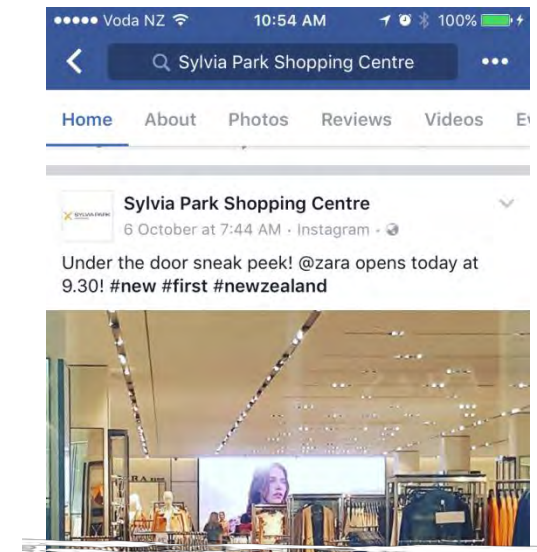 Voda NZ 10:54 AM 100%
Sylvia Park Shopping Centre
Home About Photos Reviews Videos
Sylvia Park Shopping Centre
6 October at 7:44 AM · Instagram ·
Under the door sneak peek! @zara opens today at
9.30! #new #first #newzealand